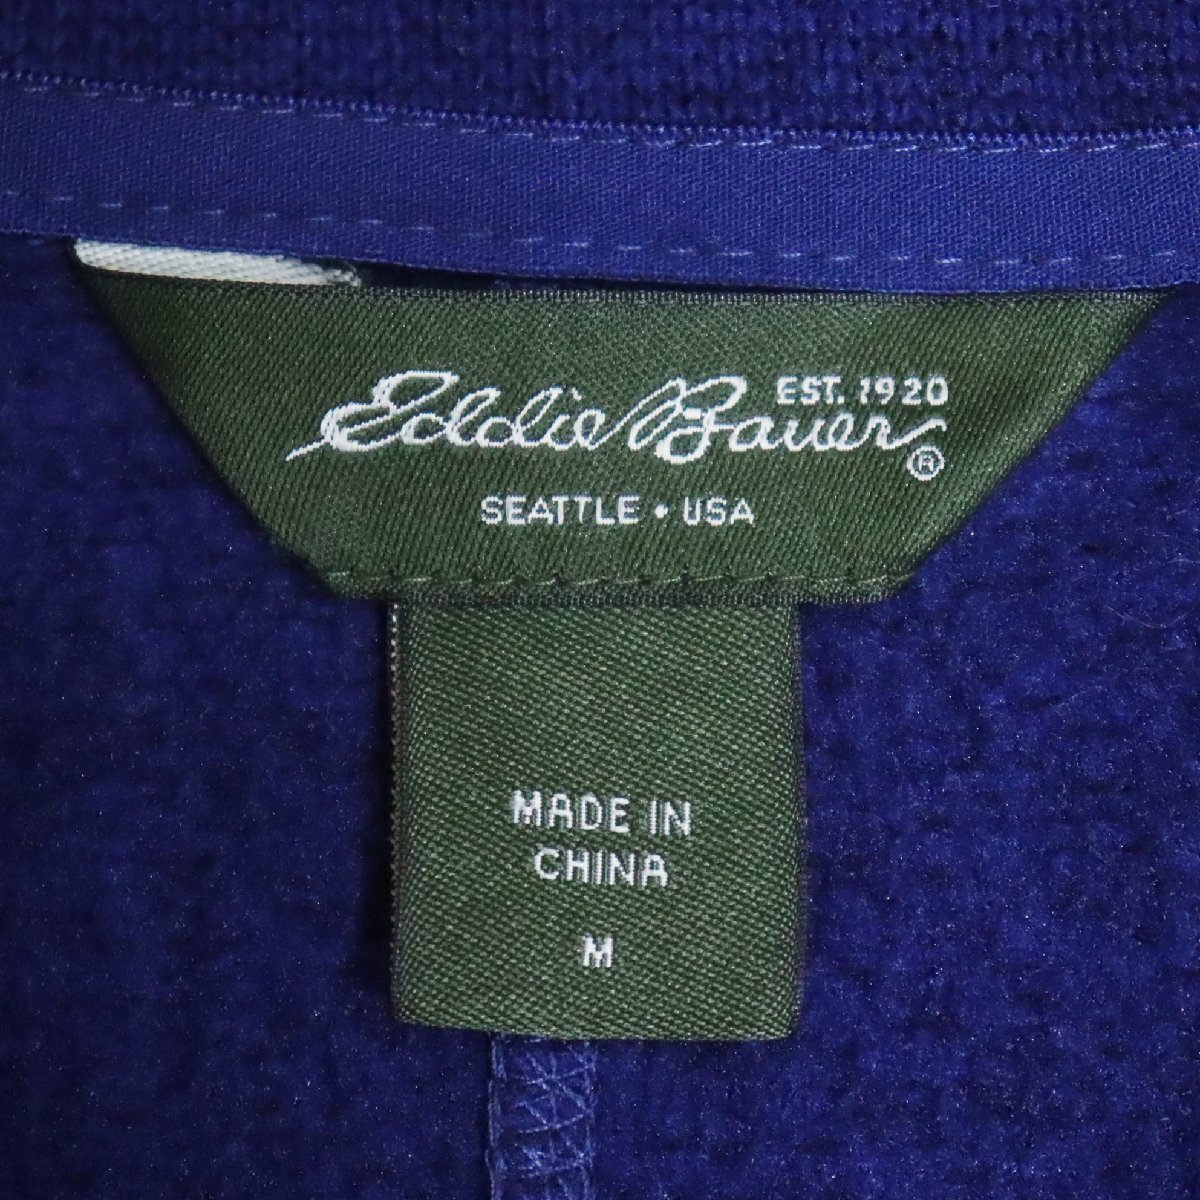 EST. 1920
Eddie Bauer®
SEATTLE • USA
MADE IN
CHINA
M